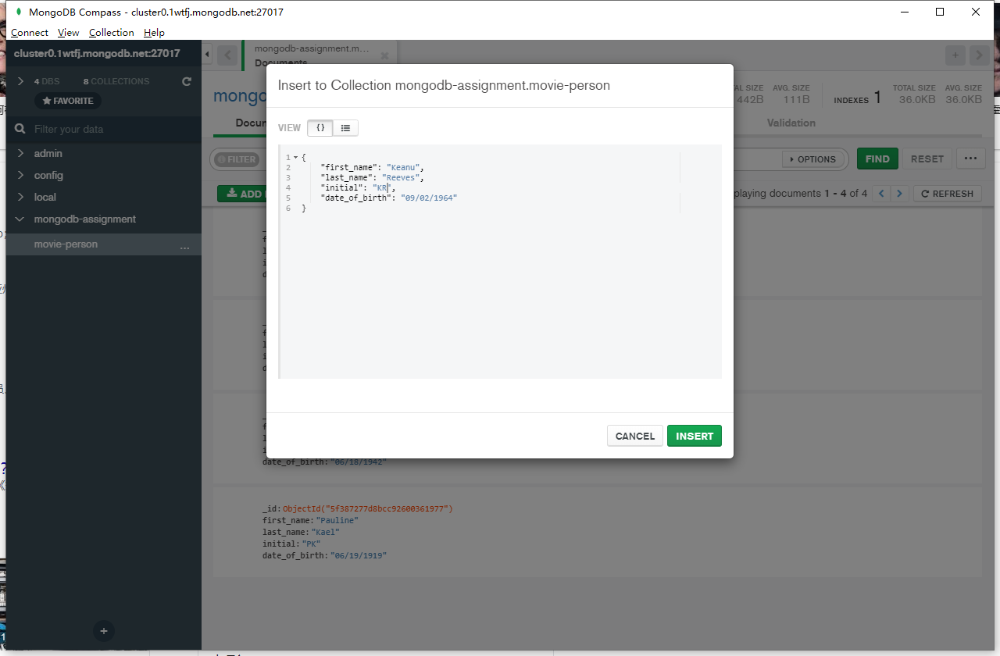 MongoDB Compass - cluster0.1wtfj.mongodb.net:27017
Connect View Collection Help
cluster0.1wtfj.mongodb.net:27017
4 DBS 8 COLLECTIONS
FAVORITE
Filter your data
admin
config
local
mongodb-assignment
movie-person
...
mongodb-assignment.m...
Documents
mongo
442B
AVG. SIZE
111B
INDEXES 1
TOTAL SIZE
36.0KB
AVG. SIZE
36.0KB
Docum
Validation
FILTER
OPTIONS
FIND
RESET
...
ADD
playing documents 1 - 4 of 4
REFRESH
Insert to Collection mongodb-assignment.movie-person
VIEW {}
1 {
2 "first_name": "Keanu",
3 "last_name": "Reeves",
4 "initial": "KR",
5 "date_of_birth": "09/02/1964"
6 }
CANCEL
INSERT
date_of_birth:"06/18/1942"
_id:ObjectId("5f387277d8bcc92600361977")
first_name:"Pauline"
last_name:"Kael"
initial:"PK"
date_of_birth:"06/19/1919"